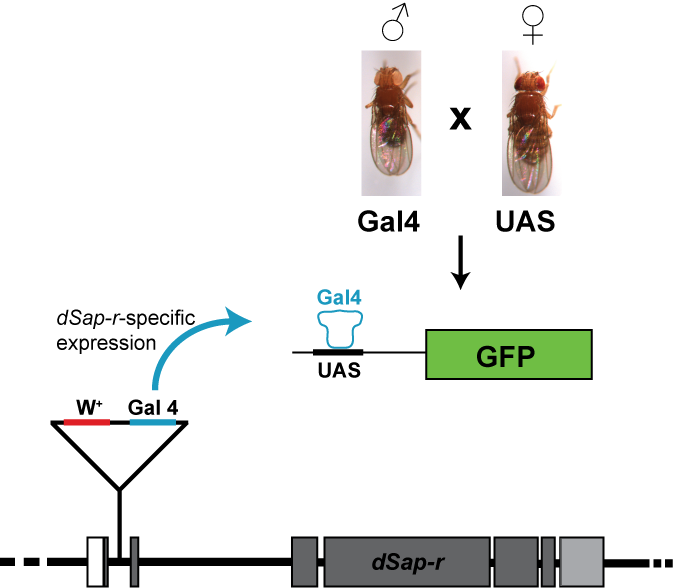 ♂ ♀
x
Gal4 UAS
Gal4
dSap-r-specific
expression
UAS
GFP
W⁺ Gal 4
dSap-r